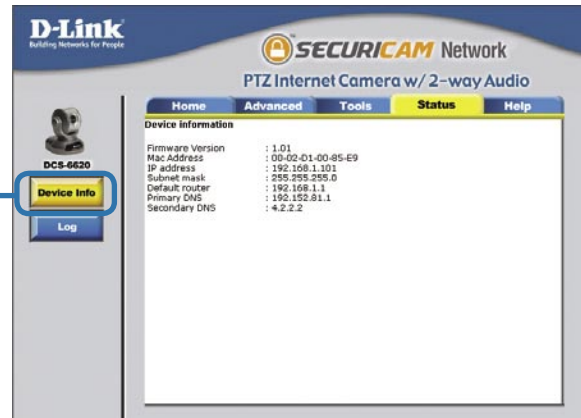 D-Link
Building Networks for People
SECURICAM Network
PTZ Internet Camera w/ 2-way Audio
Home Advanced Tools Status Help
DCS-6620
Device Info
Log
Device information
Firmware Version : 1.01
Mac Address : 00-02-D1-00-85-E9
IP address : 192.168.1.101
Subnet mask : 255.255.255.0
Default router : 192.168.1.1
Primary DNS : 192.152.81.1
Secondary DNS : 4.2.2.2